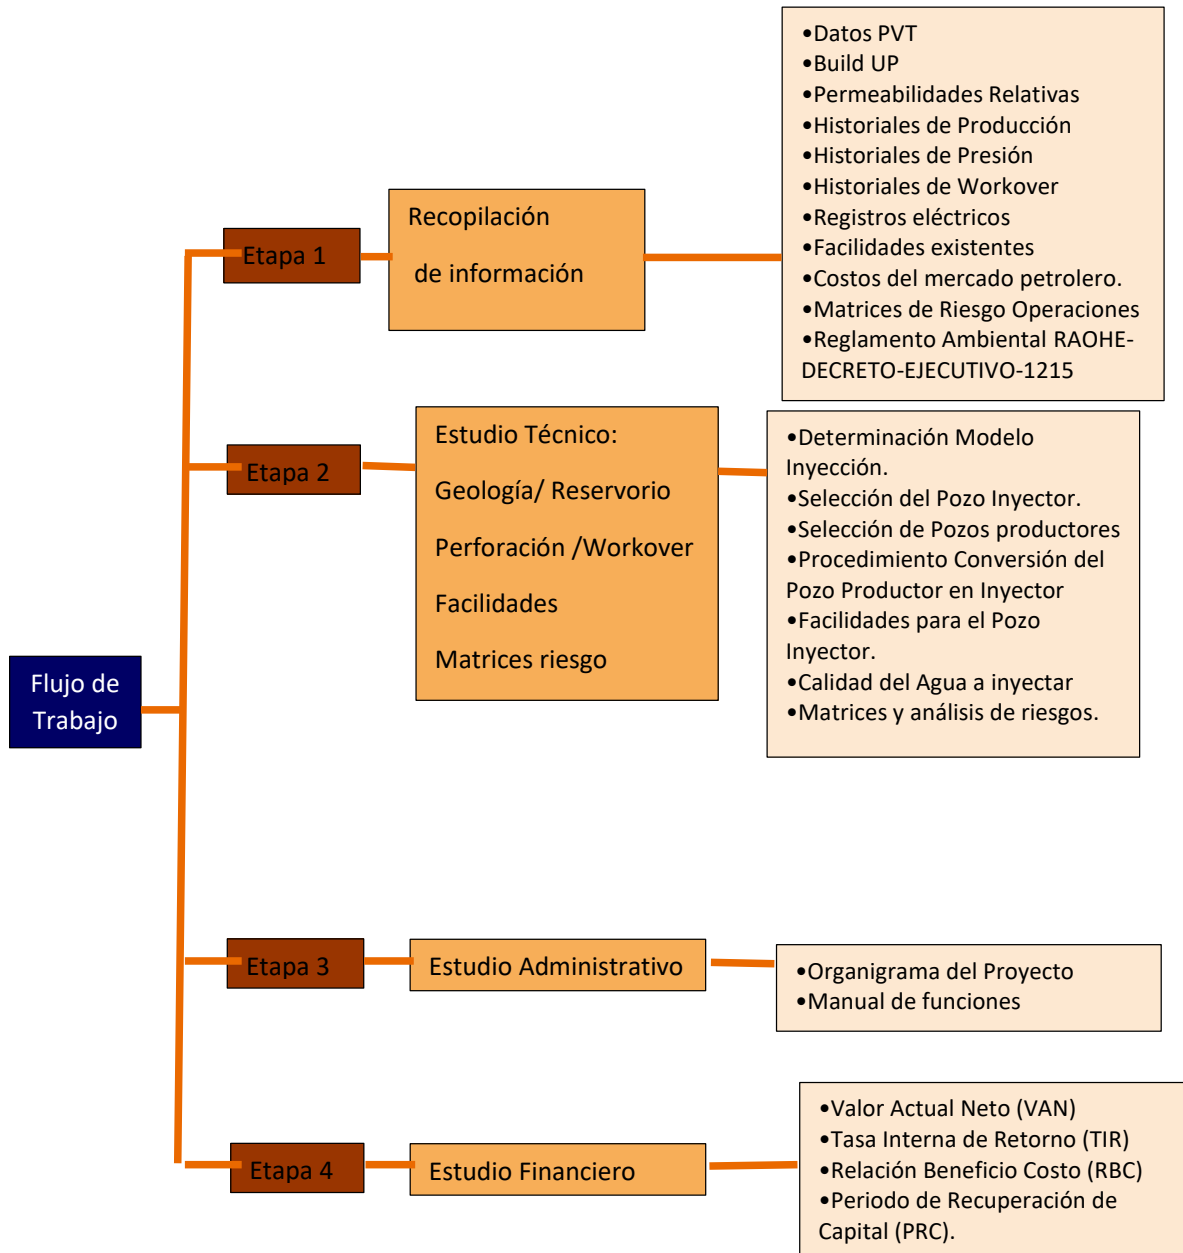 Flujo de
Trabajo
Etapa 1
Recopilación
de información
•Datos PVT
•Build UP
•Permeabilidades Relativas
•Historiales de Producción
•Historiales de Presión
•Historiales de Workover
•Registros eléctricos
•Facilidades existentes
•Costos del mercado petrolero.
•Matrices de Riesgo Operaciones
•Reglamento Ambiental RAOHE-
DECRETO-EJECUTIVO-1215
Etapa 2
Estudio Técnico:
Geología/ Reservorio
Perforación /Workover
Facilidades
Matrices riesgo
•Determinación Modelo
Inyección.
•Selección del Pozo Inyector.
•Selección de Pozos productores
•Procedimiento Conversión del
Pozo Productor en Inyector
•Facilidades para el Pozo
Inyector.
•Calidad del Agua a inyectar
•Matrices y análisis de riesgos.
Etapa 3
Estudio Administrativo
•Organigrama del Proyecto
•Manual de funciones
Etapa 4
Estudio Financiero
•Valor Actual Neto (VAN)
•Tasa Interna de Retorno (TIR)
•Relación Beneficio Costo (RBC)
•Periodo de Recuperación de
Capital (PRC).